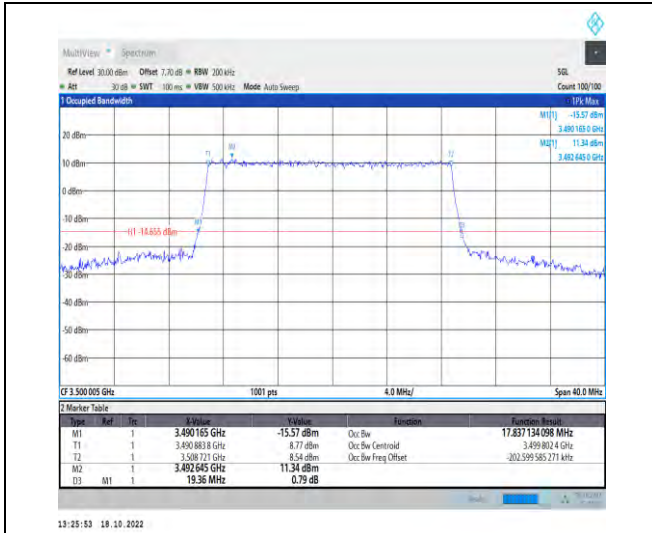 MultiView Spectrum
Ref Level 30.00 dBm Offset 7.70 dB RBW 200 kHz SGL
Att 30 dB SWT 100 ms VBW 500 kHz Mode Auto Sweep Count 100/100
1 Occupied Bandwidth 1Pk Max
M1[1] -15.57 dBm
3.490 165 0 GHz
M2[1] 11.34 dBm
3.492 645 0 GHz
20 dBm
T1 M2 T2
10 dBm
0 dBm
-10 dBm
M1
H1 -14.655 dBm
-20 dBm
-30 dBm
-40 dBm
-50 dBm
-60 dBm
CF 3.500 005 GHz 1001 pts 4.0 MHz/ Span 40.0 MHz
2 Marker Table
Type Ref Trc X-Value Y-Value Function Function Result
M1 1 3.490 165 GHz -15.57 dBm Occ Bw 17.837 134 098 MHz
T1 1 3.490 883 8 GHz 8.77 dBm Occ Bw Centroid 3.499 802 4 GHz
T2 1 3.508 721 GHz 8.54 dBm Occ Bw Freq Offset -202.599 585 271 kHz
M2 1 3.492 645 GHz 11.34 dBm
D3 M1 1 19.36 MHz 0.79 dB
13:25:53 18.10.2022